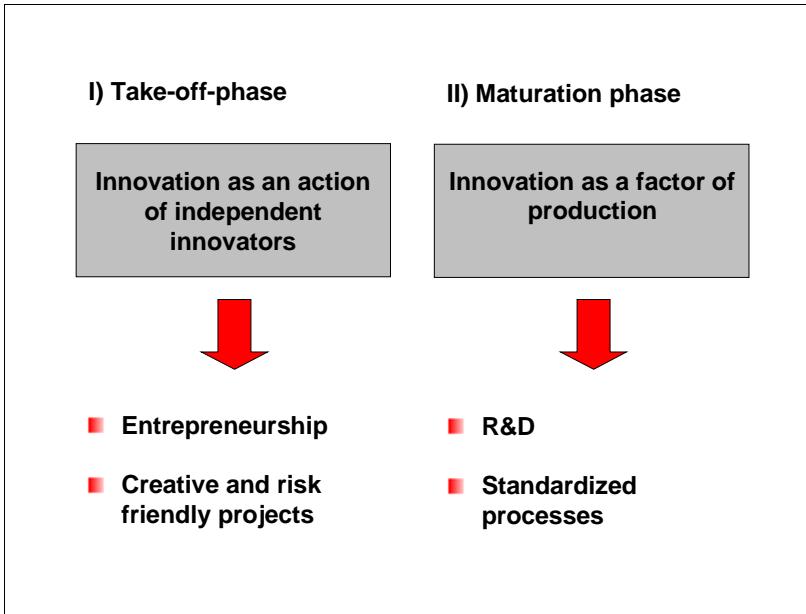 I) Take-off-phase
Innovation as an action
of independent
innovators
Entrepreneurship
Creative and risk
friendly projects
II) Maturation phase
Innovation as a factor of
production
R&D
Standardized
processes